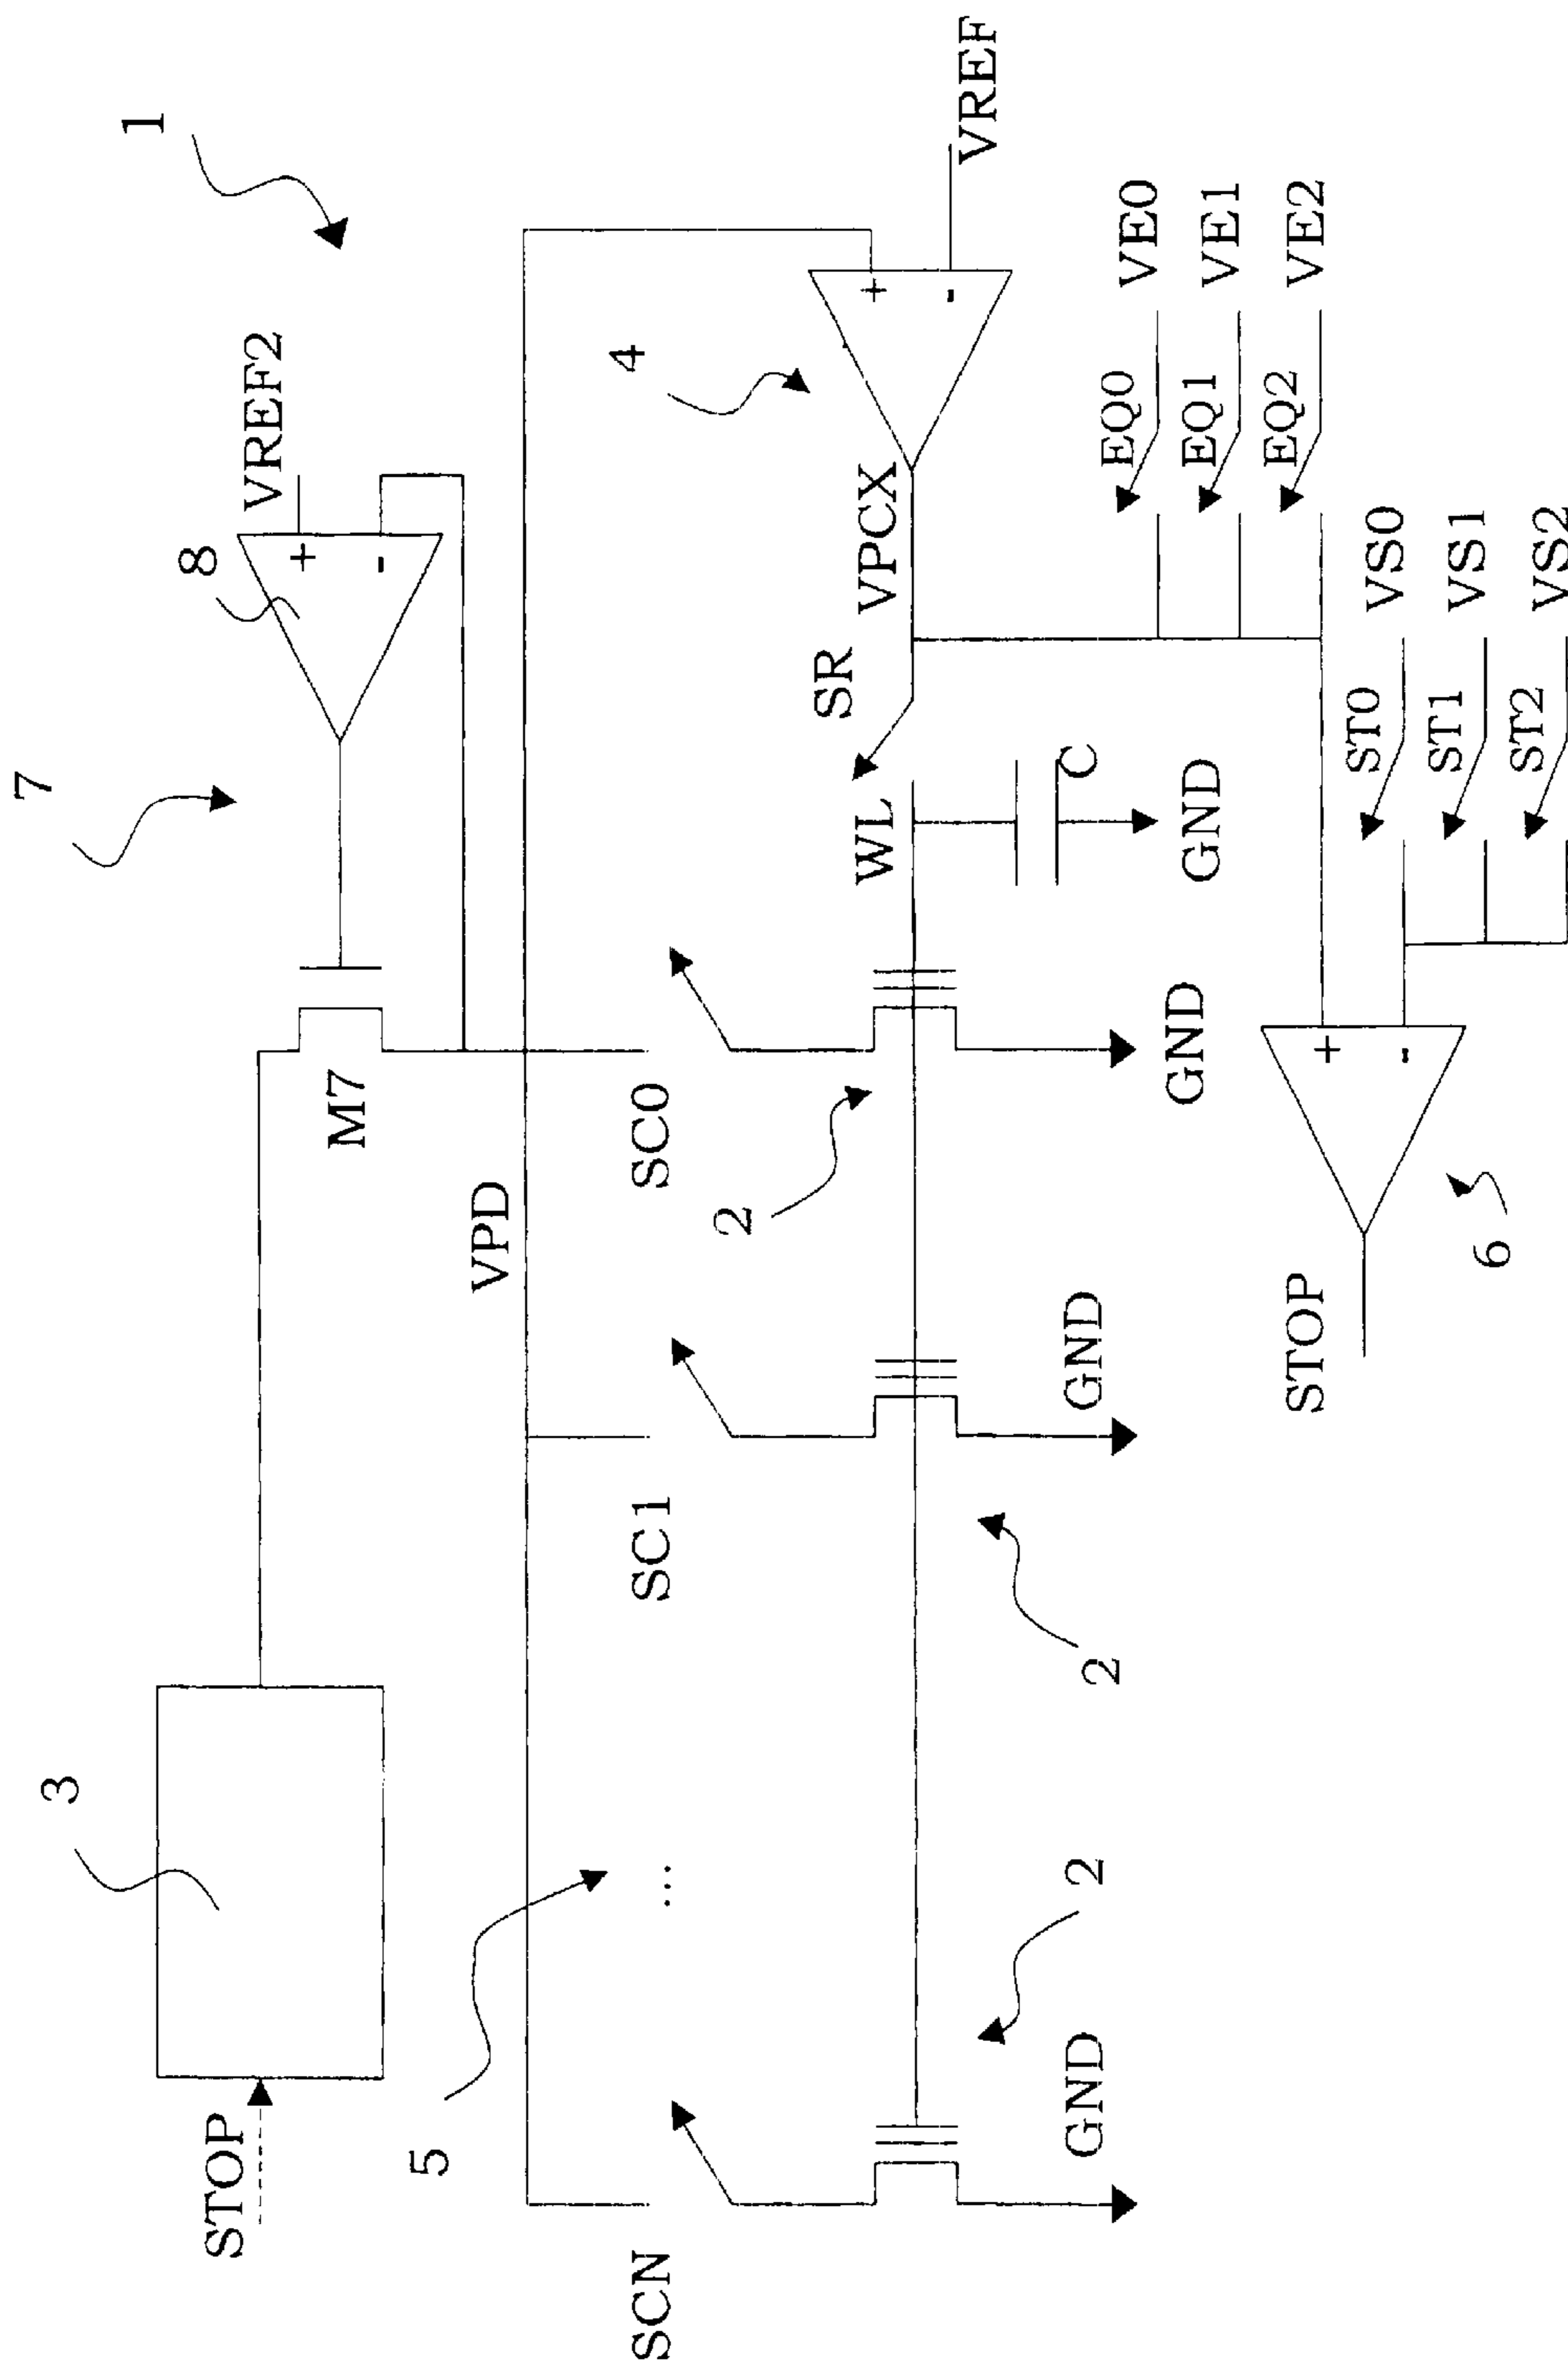 1
7
3
8
VREF2
M7
STOP
VPD
5
4
VREF
+
-
+
-
SCN
...
SC1
SC0
SR
VPCX
WL
C
2
2
2
GND
GND
GND
GND
EQ0
VE0
EQ1
VE1
EQ2
VE2
ST0
VS0
ST1
VS1
ST2
VS2
+
-
STOP
6